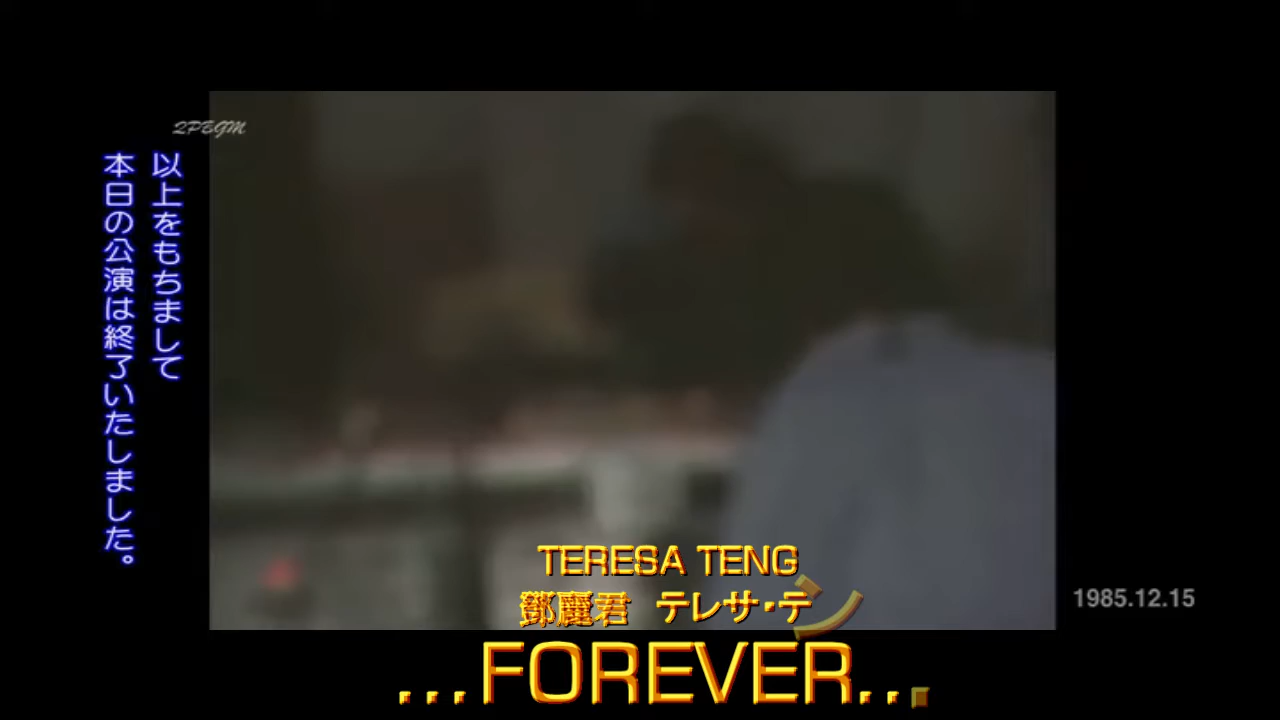 2PBGM
以上をもちまして
本日の公演は終了いたしました。
TERESA TENG
鄧麗君 テレサ・テン
1985.12.15
...FOREVER...